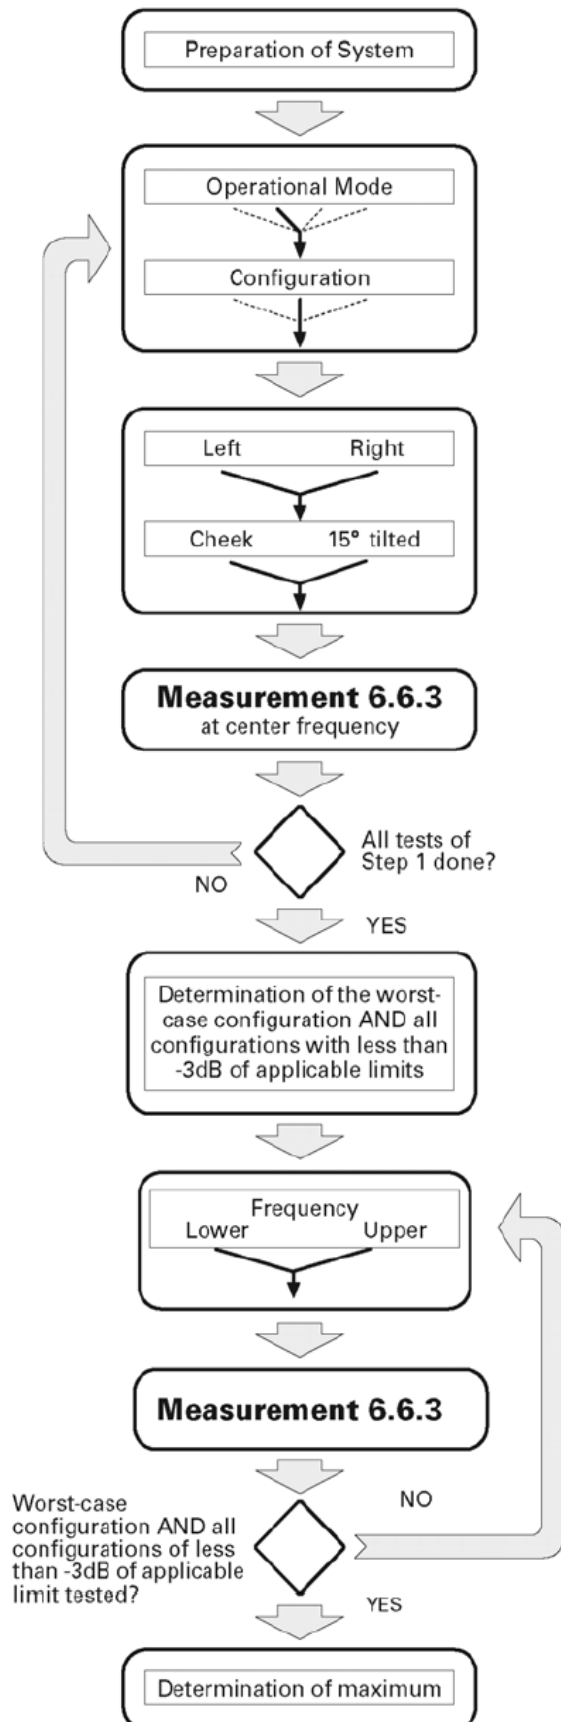 Preparation of System
Operational Mode
Configuration
Left Right
Cheek 15° tilted
Measurement 6.6.3
at center frequency
All tests of
Step 1 done?
NO
YES
Determination of the worst-
case configuration AND all
configurations with less than
-3dB of applicable limits
Frequency
Lower Upper
Measurement 6.6.3
NO
Worst-case
configuration AND all
configurations of less
than -3dB of applicable
limit tested?
YES
Determination of maximum